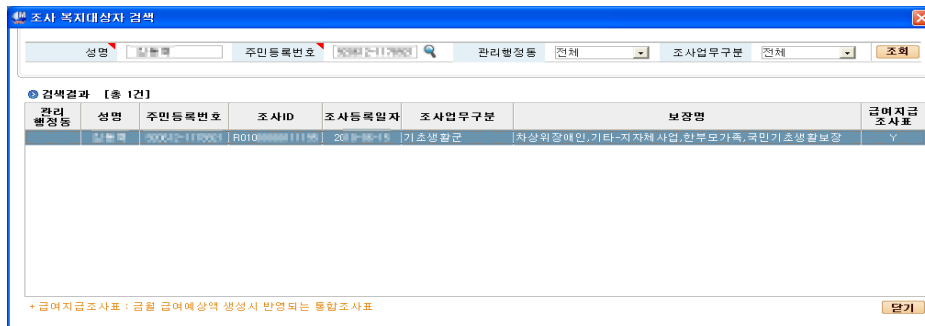 조사 복지대상자 검색
성명 주민등록번호 관리행정동 전체 조사업무구분 전체 조회
검색결과 [총 1건]
관리행정동 성명 주민등록번호 조사ID 조사등록일자 조사업무구분 보장명 급여지급조사표
R010 20 기초생활군 차상위장애인,기타-지자체사업,한부모가족,국민기초생활보장 Y
+ 급여지급조사표 : 금월 급여예상액 생성시 반영되는 통합조사표 닫기